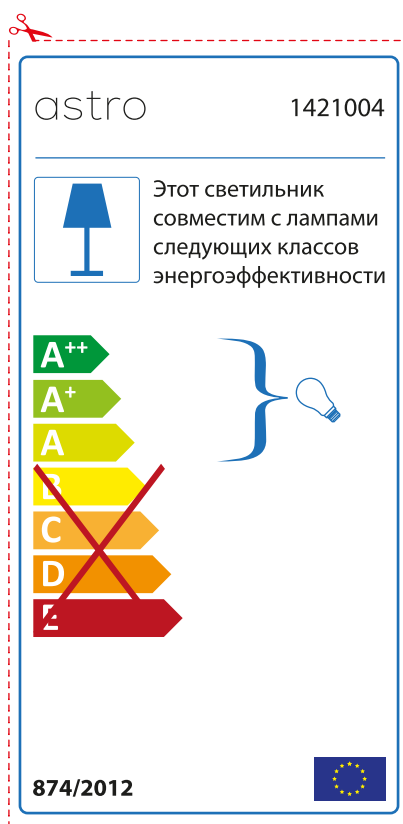 astro
1421004
Этот светильник
совместим с лампами
следующих классов
энергоэффективности
A++
A+
A
B
C
D
E
874/2012